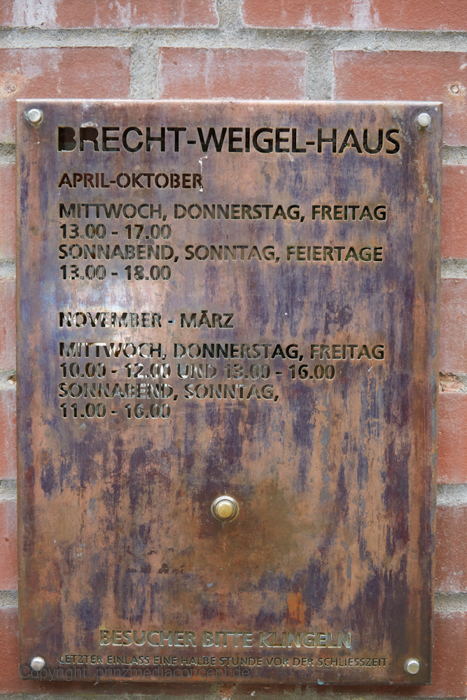 BRECHT-WEIGEL-HAUS
APRIL-OKTOBER
MITTWOCH, DONNERSTAG, FREITAG
13.00 - 17.00
SONNABEND, SONNTAG, FEIERTAGE
13.00 - 18.00
NOVEMBER - MÄRZ
MITTWOCH, DONNERSTAG, FREITAG
10.00 - 12.00 UND 13.00 - 16.00
SONNABEND, SONNTAG,
11.00 - 16.00
BESUCHER BITTE KLINGELN
LETZTER EINLASS EINE HALBE STUNDE VOR DER SCHLIESSZEIT
Copyright